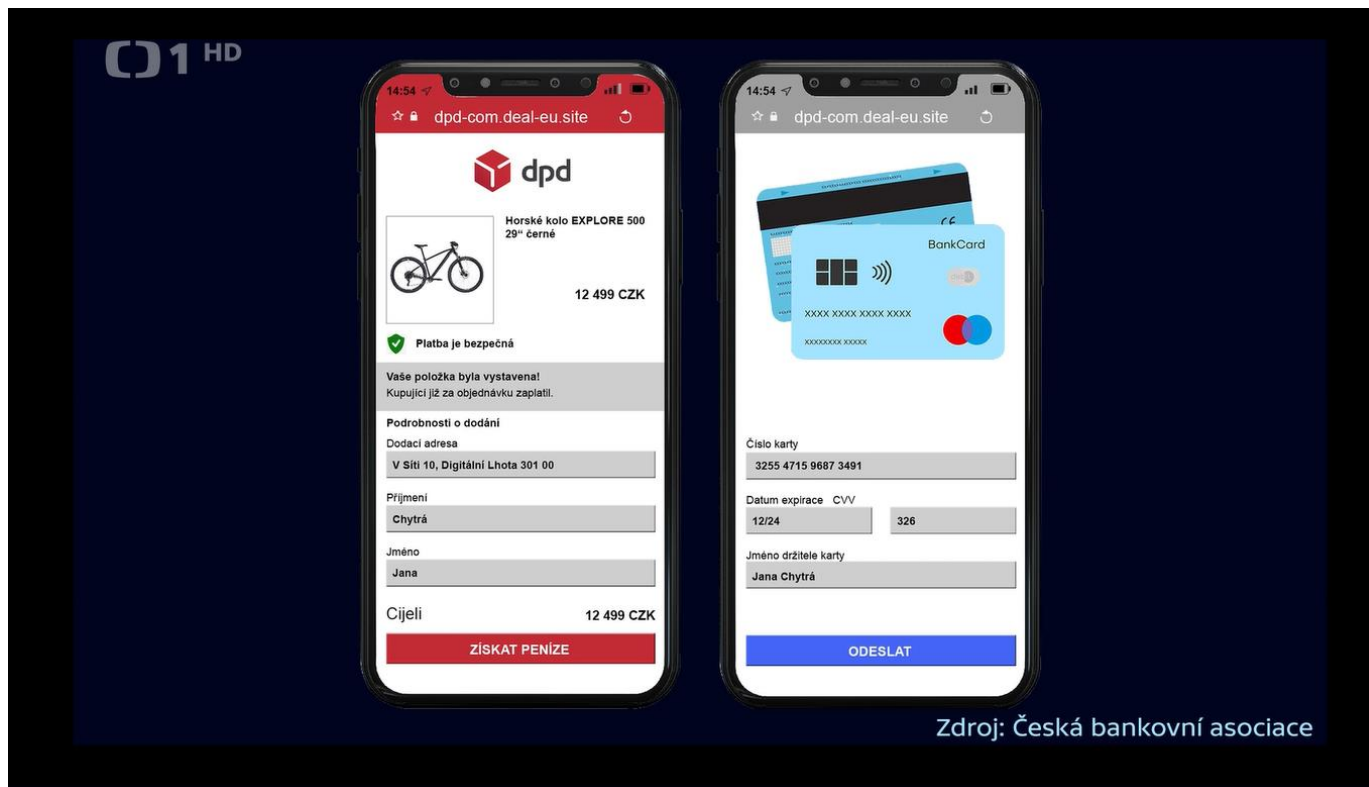 1 HD
14:54
dpd-com.deal-eu.site
dpd
Horské kolo EXPLORE 500
29“ černé
12 499 CZK
Platba je bezpečná
Vaše položka byla vystavena!
Kupující již za objednávku zaplatil.
Podrobnosti o dodání
Dodací adresa
V Síti 10, Digitální Lhota 301 00
Příjmení
Chytrá
Jméno
Jana
Cijeli 12 499 CZK
ZÍSKAT PENÍZE
14:54
dpd-com.deal-eu.site
BankCard
XXXX XXXX XXXX XXXX
XXXXXXXX XXXXX
Číslo karty
3255 4715 9687 3491
Datum expirace CVV
12/24 326
Jméno držitele karty
Jana Chytrá
ODESLAT
Zdroj: Česká bankovní asociace